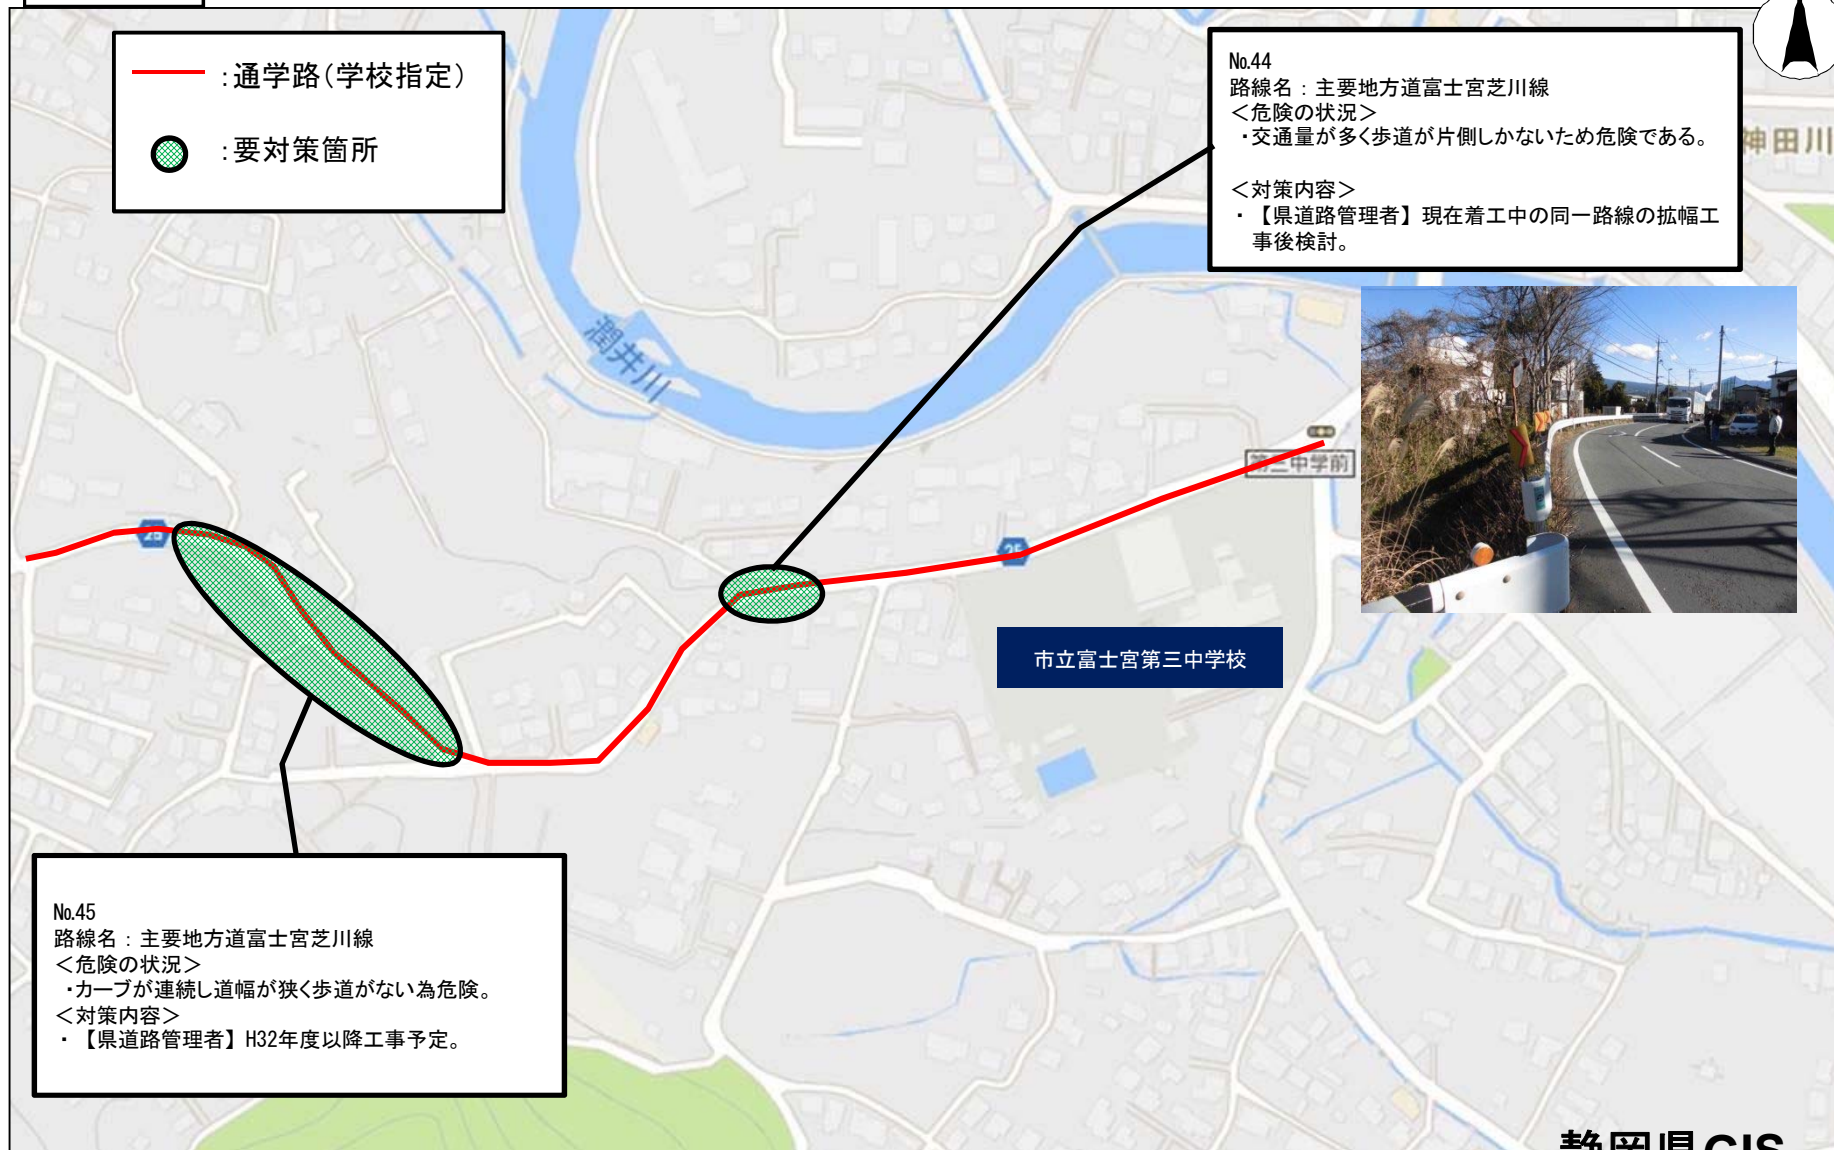 ：通学路（学校指定）
：要対策箇所
No.44
路線名：主要地方道富士宮芝川線
＜危険の状況＞
・交通量が多く歩道が片側しかないため危険である。
＜対策内容＞
・【県道路管理者】現在着工中の同一路線の拡幅工
事後検討。
神田川
潤井川
第三中学前
25
25
市立富士宮第三中学校
No.45
路線名：主要地方道富士宮芝川線
＜危険の状況＞
・カーブが連続し道幅が狭く歩道がない為危険。
＜対策内容＞
・【県道路管理者】H32年度以降工事予定。
静岡県GIS